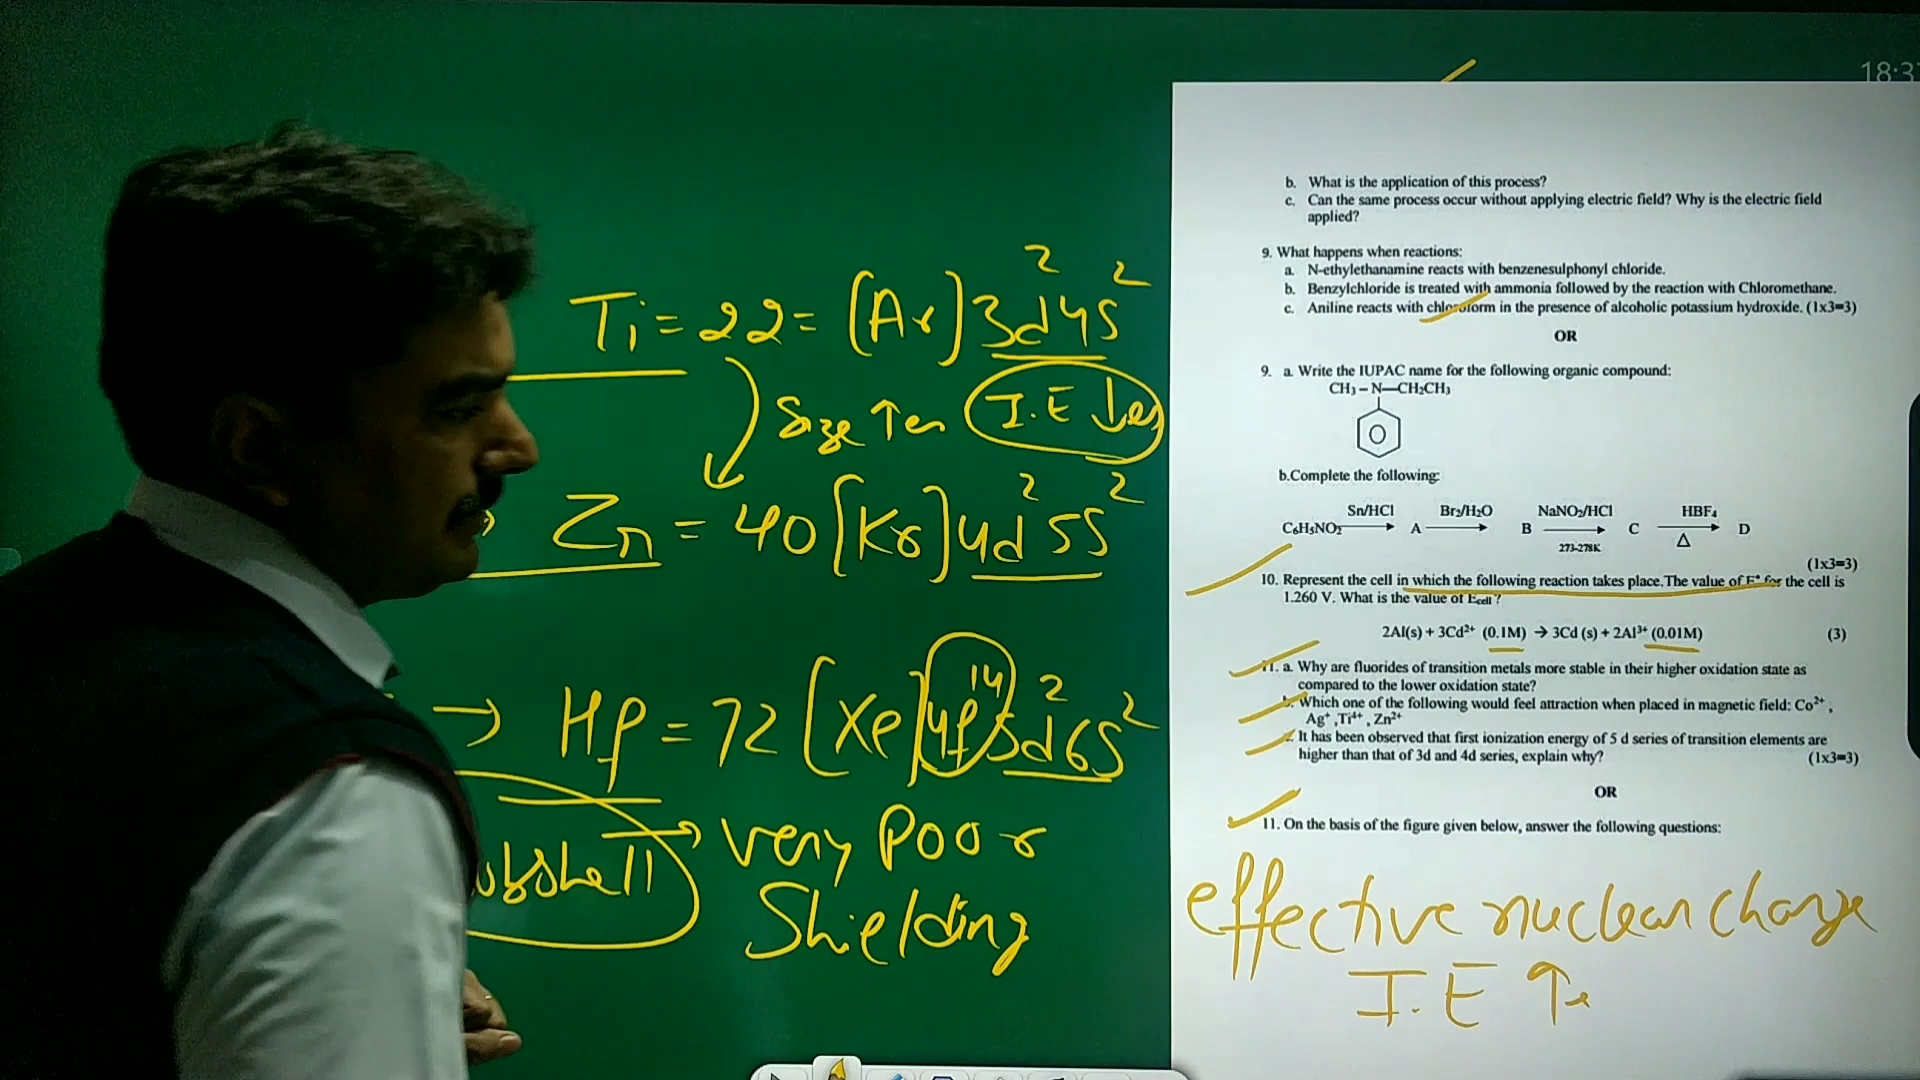 18:3
b. What is the application of this process?
c. Can the same process occur without applying electric field? Why is the electric field
applied?
9. What happens when reactions:
a. N-ethylethanamine reacts with benzenesulphonyl chloride.
b. Benzylchloride is treated with ammonia followed by the reaction with Chloromethane.
c. Aniline reacts with chloroform in the presence of alcoholic potassium hydroxide. (1x3=3)
OR
9. a. Write the IUPAC name for the following organic compound:
CH₃ – N—CH₂CH₃
b.Complete the following:
Sn/HCl Br₂/H₂O NaNO₂/HCl HBF₄
C₆H₅NO₂ → A → B → C → D
273-278K Δ
(1x3=3)
10. Represent the cell in which the following reaction takes place.The value of E˚ for the cell is
1.260 V. What is the value of Ecell ?
2Al(s) + 3Cd²⁺ (0.1M) → 3Cd (s) + 2Al³⁺ (0.01M) (3)
11. a. Why are fluorides of transition metals more stable in their higher oxidation state as
compared to the lower oxidation state?
Which one of the following would feel attraction when placed in magnetic field: Co²⁺ ,
Ag⁺ ,Ti⁴⁺ , Zn²⁺
It has been observed that first ionization energy of 5 d series of transition elements are
higher than that of 3d and 4d series, explain why? (1x3=3)
OR
11. On the basis of the figure given below, answer the following questions:
effective nuclear charge
I.E ↑es
Ti = 22 = [Ar] 3d² 4s²
Size ↑es I.E ↓es
Zn = 40 [Kr] 4d² 5s²
→ Hf = 72 [Xe] 4f¹⁴ 5d² 6s²
ubshell → very Poor
Shielding